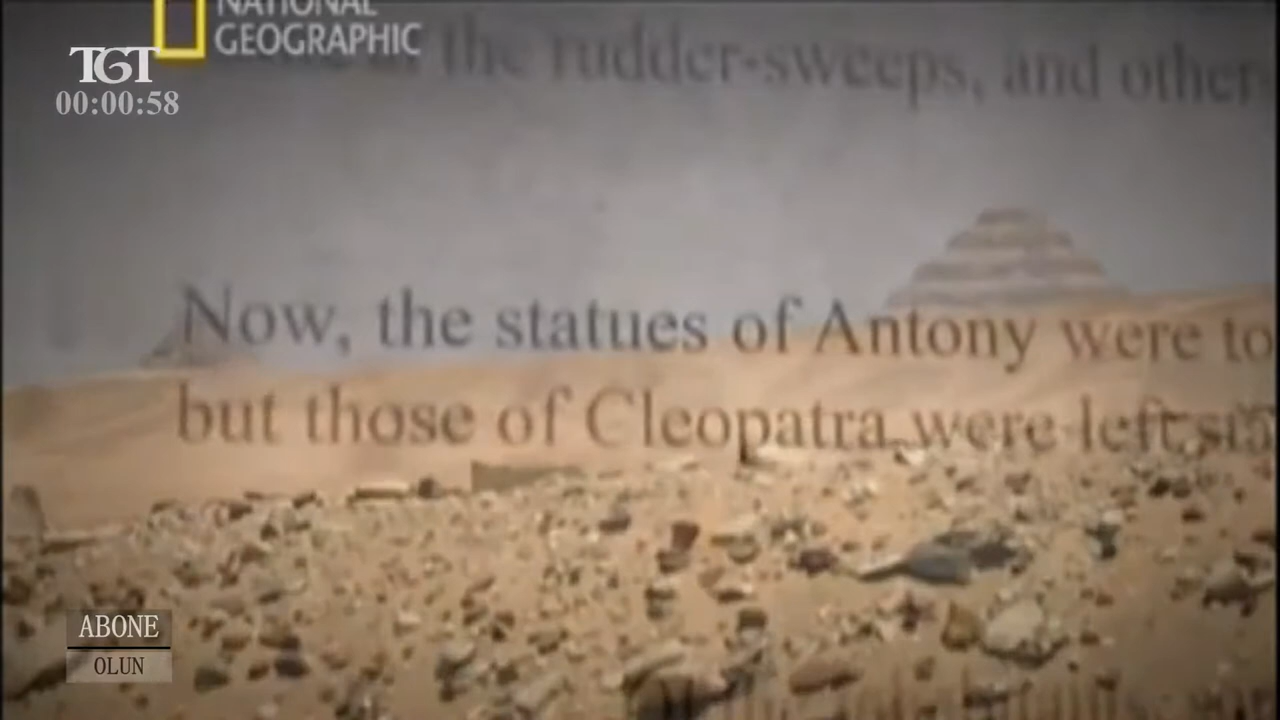 NATIONAL
GEOGRAPHIC
TGT
00:00:58
the rudder-sweeps, and other
Now, the statues of Antony were to
but those of Cleopatra were left
ABONE
OLUN